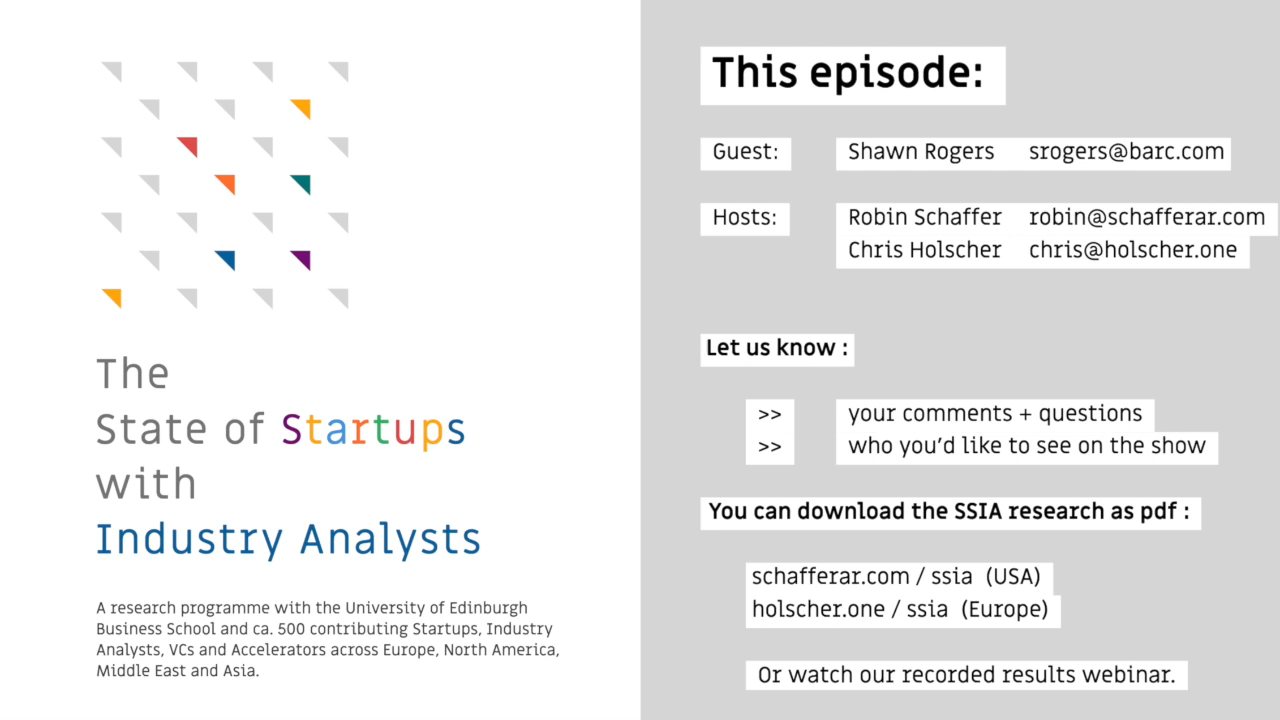 The
State of Startups
with
Industry Analysts
A research programme with the University of Edinburgh
Business School and ca. 500 contributing Startups, Industry
Analysts, VCs and Accelerators across Europe, North America,
Middle East and Asia.
This episode:
Guest: Shawn Rogers srogers@barc.com
Hosts: Robin Schaffer robin@schafferar.com
Chris Holscher chris@holscher.one
Let us know :
>> your comments + questions
>> who you’d like to see on the show
You can download the SSIA research as pdf :
schafferar.com / ssia (USA)
holscher.one / ssia (Europe)
Or watch our recorded results webinar.